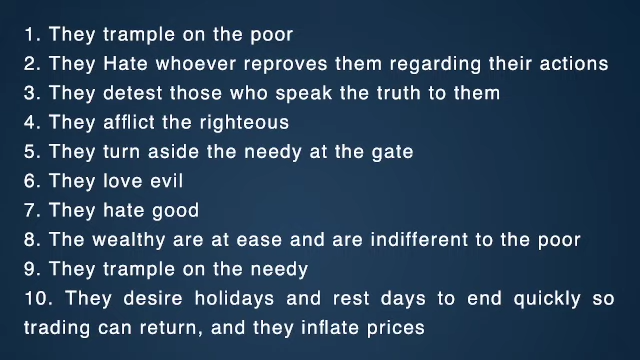 1. They trample on the poor
2. They Hate whoever reproves them regarding their actions
3. They detest those who speak the truth to them
4. They afflict the righteous
5. They turn aside the needy at the gate
6. They love evil
7. They hate good
8. The wealthy are at ease and are indifferent to the poor
9. They trample on the needy
10. They desire holidays and rest days to end quickly so
trading can return, and they inflate prices